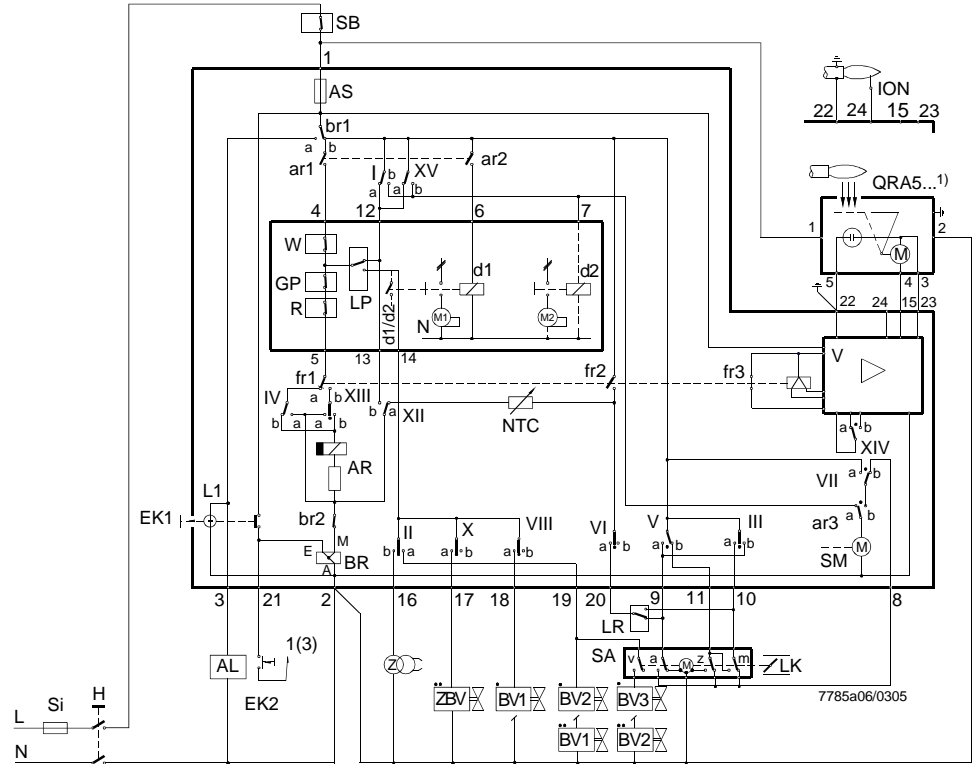 SB
1
AS
ION
22 24 15 23
br1
a b
ar1
I b XV
a a b
ar2
QRA5...1)
1 2
M
5 4 3
4 12 6 7
22 24 15 23
W
GP
R
LP
d1/d2
d1
N M1
d2
M2
V
5 13 14
fr1
a b
fr2
fr3
IV
XIII
b a a b
b a XII
NTC
a b
XIV
AR
VII a b
L1
EK1
br2
M
E
A
BR
II
b a
X
a b
VIII
a b
VI
a b
V
a b
III
a b
ar3
a b
M
SM
3 21 2 16 17 18 19 20 9 11 10 8
LR
1(3)
AL
EK2
Z
SA
v a M z m
LK
7785a06/0305
ZBV
BV1
BV2
BV3
BV1
BV2
L Si H
N